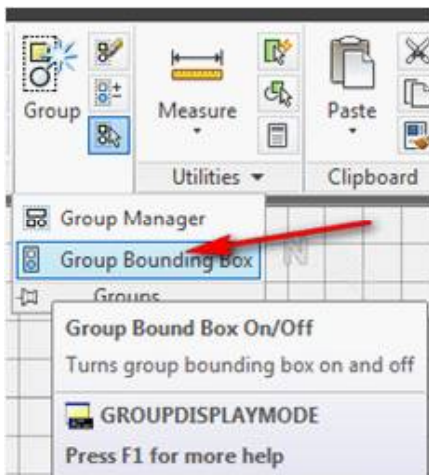 Group
Measure
Paste
Utilities
Clipboard
Group Manager
Group Bounding Box
N
Groups
Group Bound Box On/Off
Turns group bounding box on and off
GROUPDISPLAYMODE
Press F1 for more help